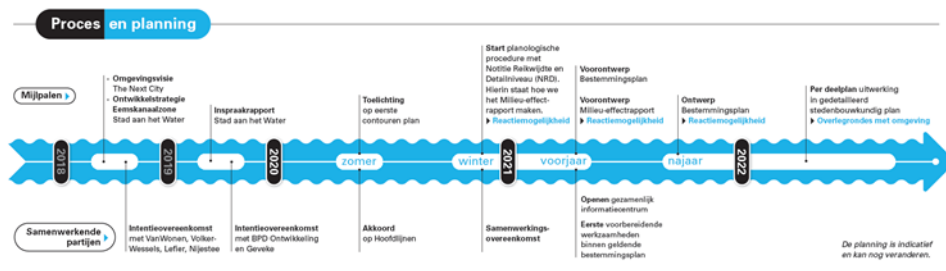 Proces en planning
Mijlpalen
- Omgevingsvisie
The Next City
- Ontwikkelstrategie
Eemskanaalzone
Stad aan het Water
Inspraakrapport
Stad aan het Water
Toelichting
op eerste
contouren plan
Start planologische
procedure met
Notitie Reikwijdte en
Detailniveau (NRD).
Hierin staat hoe we
het Milieu-effect-
rapport maken.
Reactiemogelijkheid
Voorontwerp
Bestemmingsplan
Voorontwerp
Milieu-effectrapport
Reactiemogelijkheid
Ontwerp
Bestemmingsplan
Reactiemogelijkheid
Per deelplan uitwerking
in gedetailleerd
stedenbouwkundig plan
Overlegrondes met omgeving
2018
2019
2020
zomer
winter
2021
voorjaar
najaar
2022
Samenwerkende
partijen
Intentieovereenkomst
met VanWonen, Volker-
Wessels, Lefier, Nijestee
Intentieovereenkomst
met BPD Ontwikkeling
en Geveke
Akkoord
op Hoofdlijnen
Samenwerkings-
overeenkomst
Openen gezamenlijk
informatiecentrum
Eerste voorbereidende
werkzaamheden
binnen geldende
bestemmingsplan
De planning is indicatief
en kan nog veranderen.